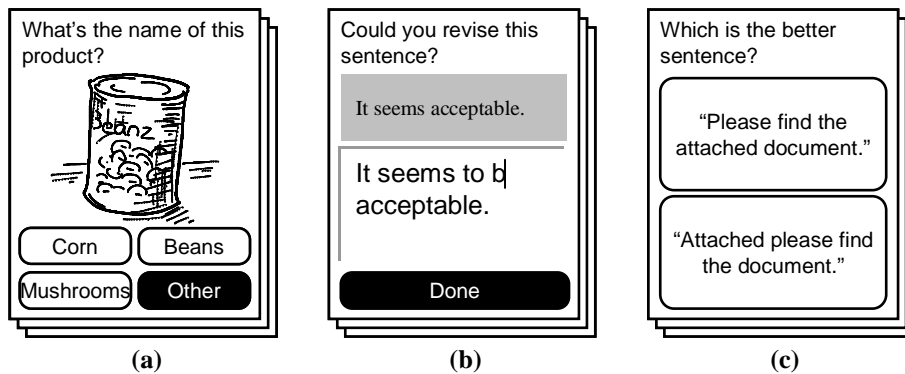 What's the name of this
product?
Beanz
Corn
Beans
Mushrooms
Other
(a)
Could you revise this
sentence?
It seems acceptable.
It seems to b
acceptable.
Done
(b)
Which is the better
sentence?
“Please find the
attached document.”
“Attached please find
the document.”
(c)